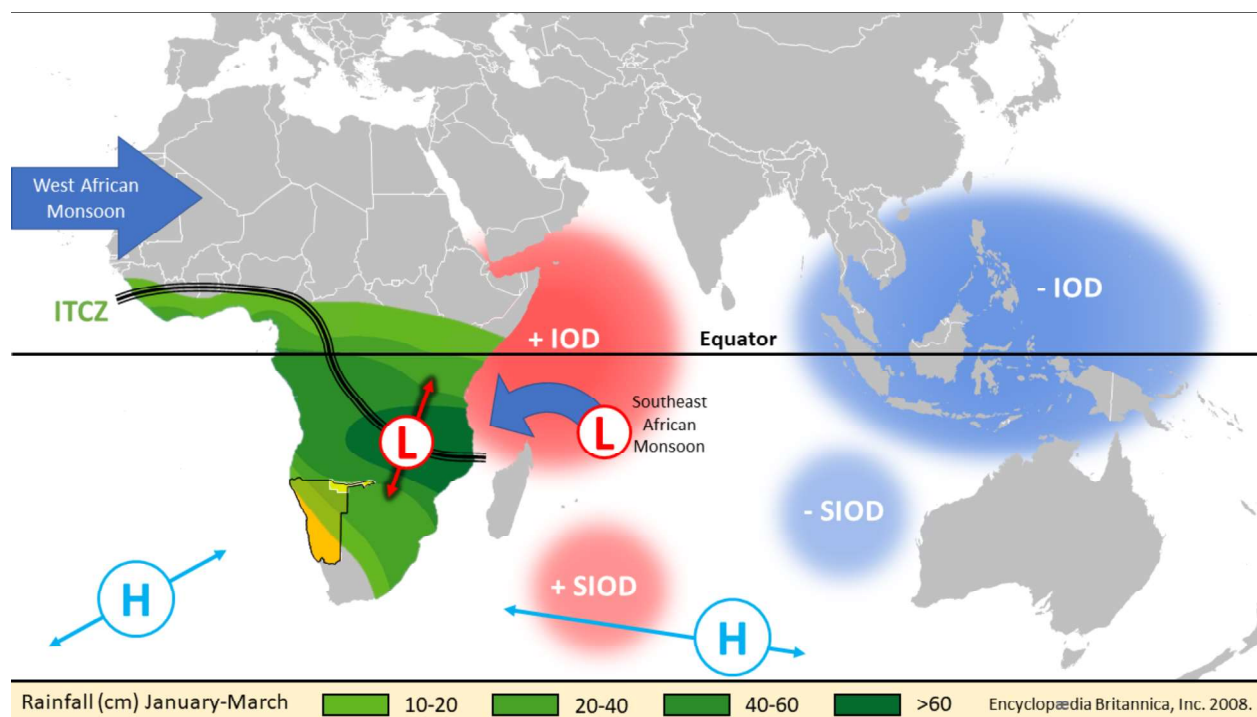 West African
Monsoon
ITCZ
- IOD
+ IOD
Equator
L
L
Southeast
African
Monsoon
- SIOD
+ SIOD
H
H
Rainfall (cm) January-March
10-20
20-40
40-60
>60
Encyclopædia Britannica, Inc. 2008.